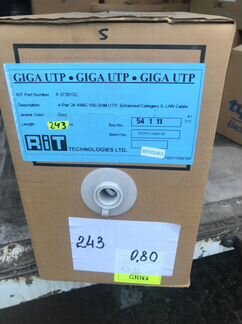 S
GIGA UTP • GIGA UTP • GIGA UTP
RIT Part Number:
Description: 4-Pair 24 AWG 100 OHM UTP, Enhanced Category 5, LAN Cable
Jacket Color: Grey
Length: 243 m
Box No: 54 1 11
Batch No:
RiT
TECHNOLOGIES LTD.
243
0,80